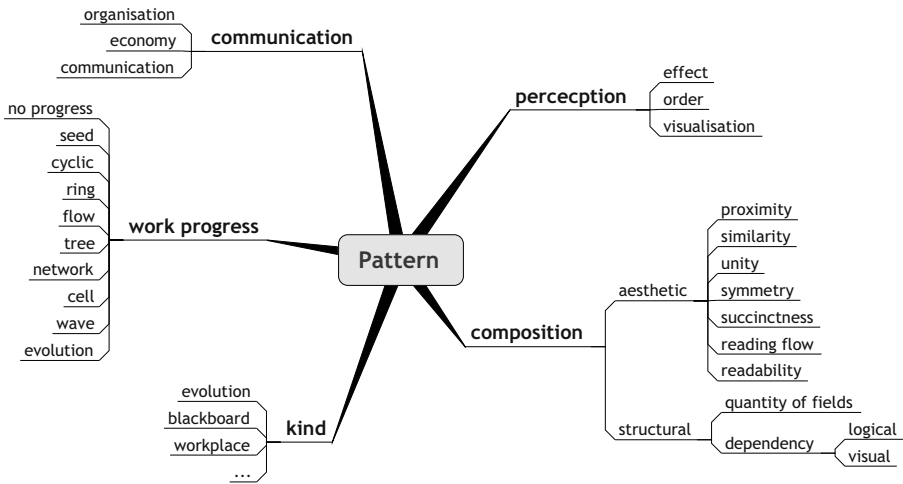 organisation
economy
communication
communication
no progress
seed
cyclic
ring
flow
tree
network
cell
wave
evolution
work progress
evolution
blackboard
workplace
...
kind
Pattern
percecption
effect
order
visualisation
composition
aesthetic
proximity
similarity
unity
symmetry
succinctness
reading flow
readability
structural
quantity of fields
dependency
logical
visual